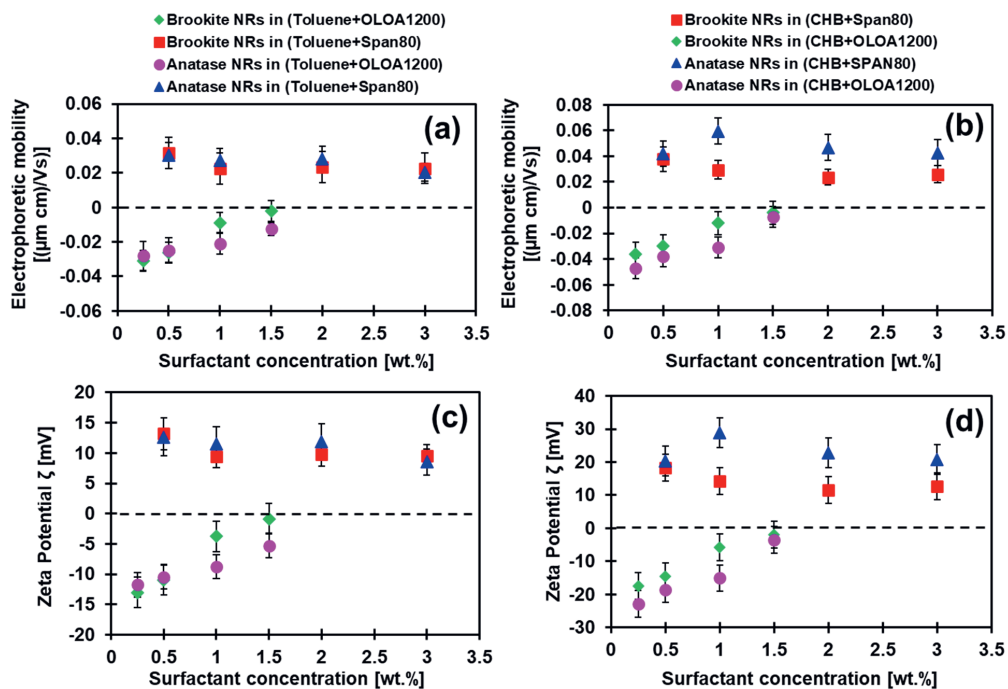 Brookite NRs in (Toluene+OLOA1200)
Brookite NRs in (Toluene+Span80)
Anatase NRs in (Toluene+OLOA1200)
Anatase NRs in (Toluene+Span80)
(a)
Electrophoretic mobility
[(µm cm)/Vs)]
0.06
0.04
0.02
0
-0.02
-0.04
-0.06
0 0.5 1 1.5 2 2.5 3 3.5
Surfactant concentration [wt.%]
Brookite NRs in (CHB+Span80)
Brookite NRs in (CHB+OLOA1200)
Anatase NRs in (CHB+SPAN80)
Anatase NRs in (CHB+OLOA1200)
(b)
Electrophoretic mobility
[(µm cm)/Vs)]
0.08
0.06
0.04
0.02
0
-0.02
-0.04
-0.06
-0.08
0 0.5 1 1.5 2 2.5 3 3.5
Surfactant concentration [wt.%]
(c)
Zeta Potential ζ [mV]
20
15
10
5
0
-5
-10
-15
-20
0 0.5 1 1.5 2 2.5 3 3.5
Surfactant concentration [wt.%]
(d)
Zeta Potential ζ [mV]
40
30
20
10
0
-10
-20
-30
0 0.5 1 1.5 2 2.5 3 3.5
Surfactant concentration [wt.%]